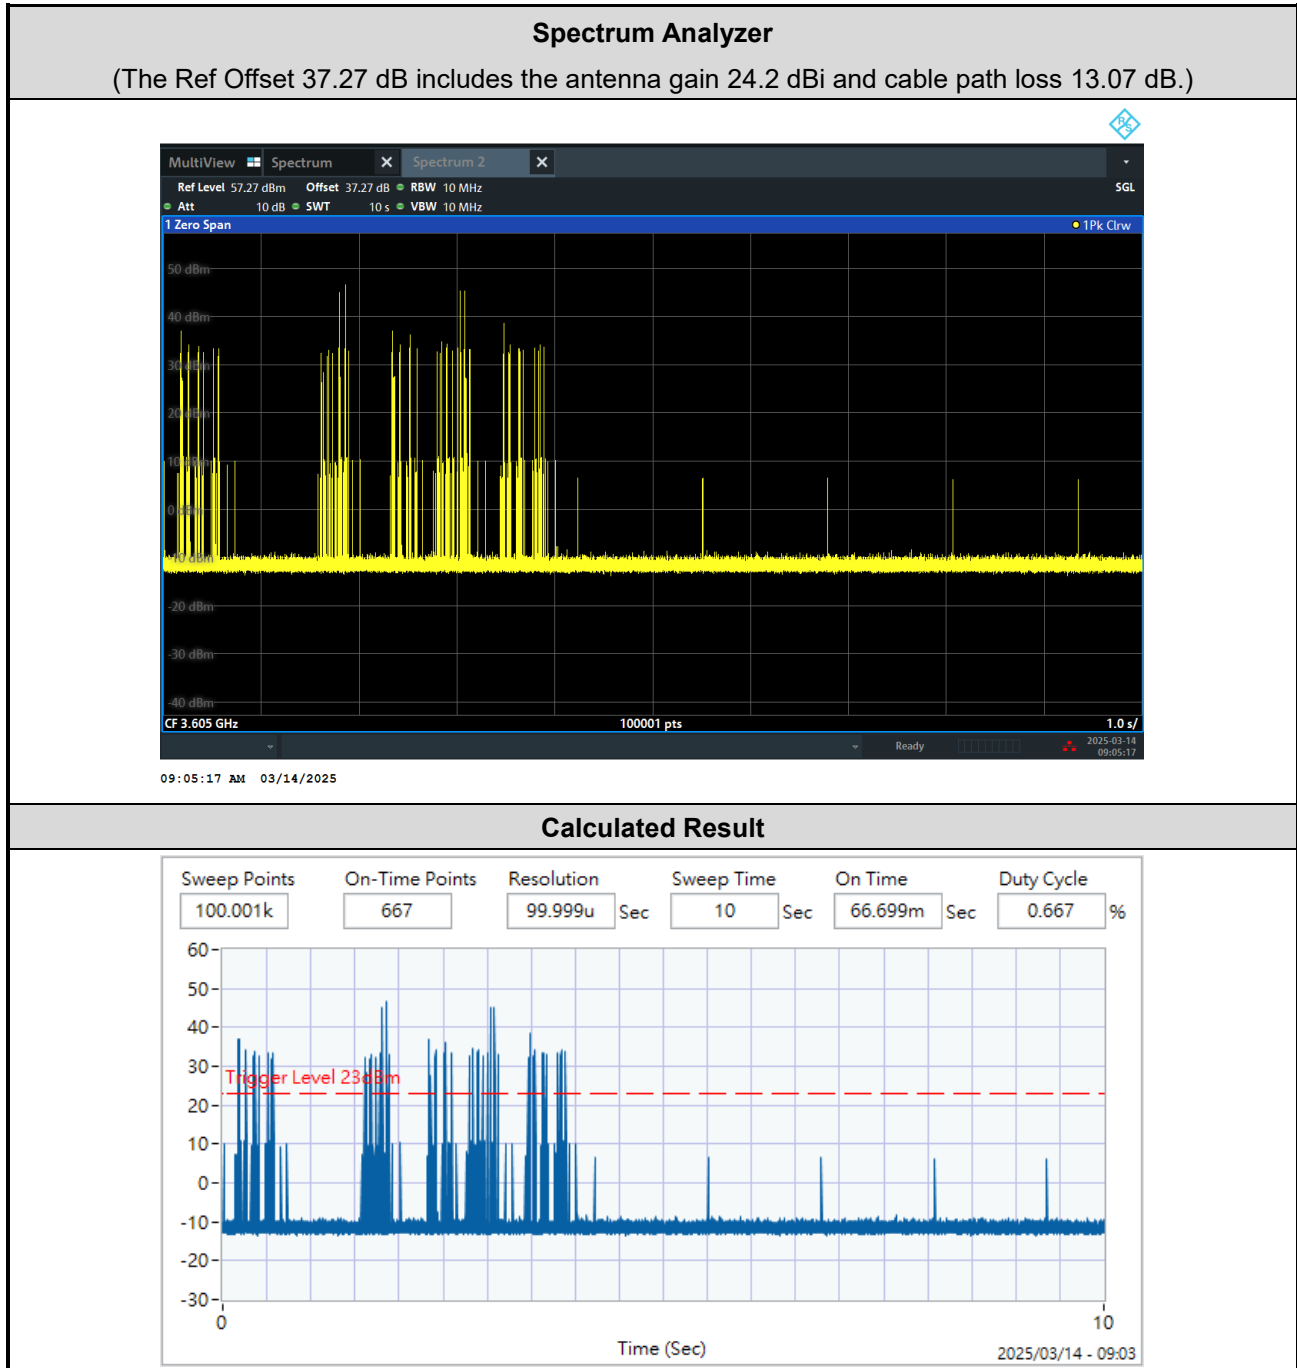 Spectrum Analyzer
(The Ref Offset 37.27 dB includes the antenna gain 24.2 dBi and cable path loss 13.07 dB.)
R S
MultiView Spectrum X Spectrum 2 X
Ref Level 57.27 dBm Offset 37.27 dB RBW 10 MHz SGL
Att 10 dB SWT 10 s VBW 10 MHz
1 Zero Span 1Pk Clrw
50 dBm
40 dBm
30 dBm
20 dBm
10 dBm
0 dBm
-10 dBm
-20 dBm
-30 dBm
-40 dBm
CF 3.605 GHz 100001 pts 1.0 s/
Ready 2025-03-14
09:05:17
09:05:17 AM 03/14/2025
Calculated Result
Sweep Points On-Time Points Resolution Sweep Time On Time Duty Cycle
100.001k 667 99.999u Sec 10 Sec 66.699m Sec 0.667 %
60
50
40
30
Trigger Level 23dBm
20
10
0
-10
-20
-30
0 10
Time (Sec)
2025/03/14 - 09:03